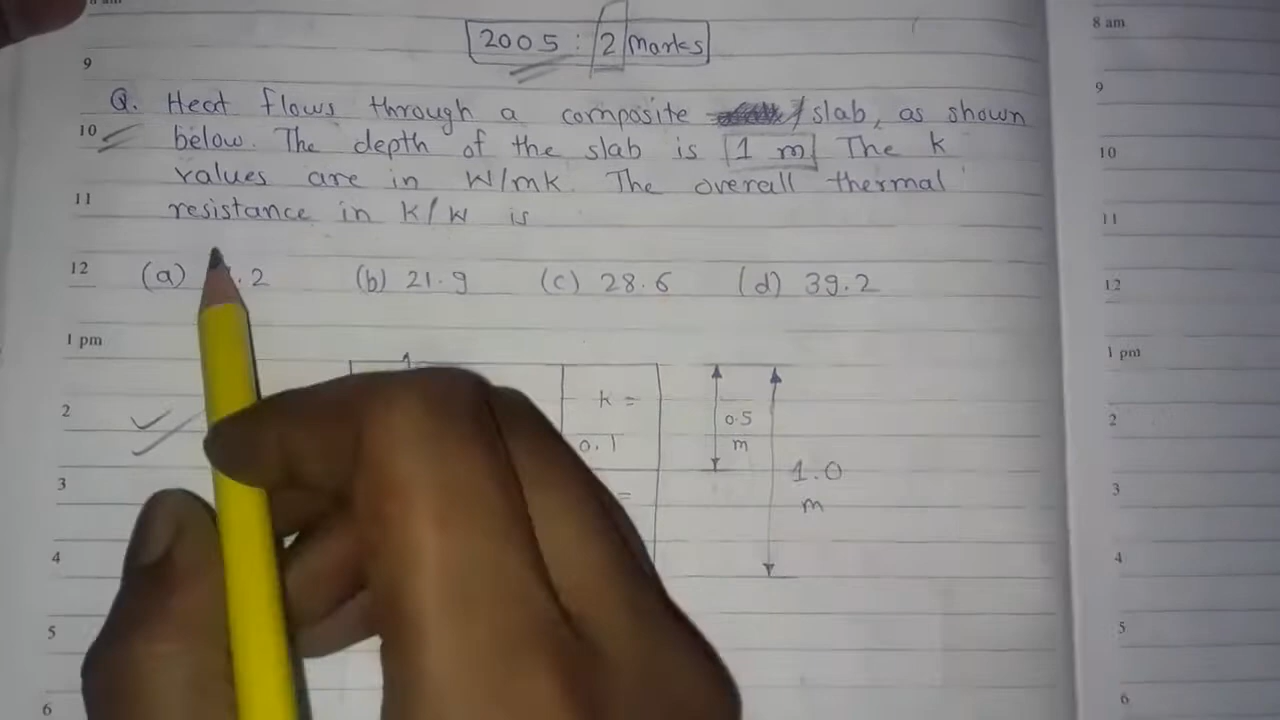 2005 : 2 Marks
Q. Heat flows through a composite slab, as shown
below. The depth of the slab is 1 m The k
values are in W/mK. The overall thermal
resistance in K/W is
(a) .2 (b) 21.9 (c) 28.6 (d) 39.2
k =
0.1
=
0.5
m
1.0
m
9
10
11
12
1 pm
2
3
4
5
6
8 am
9
10
11
12
1 pm
2
3
4
5
6